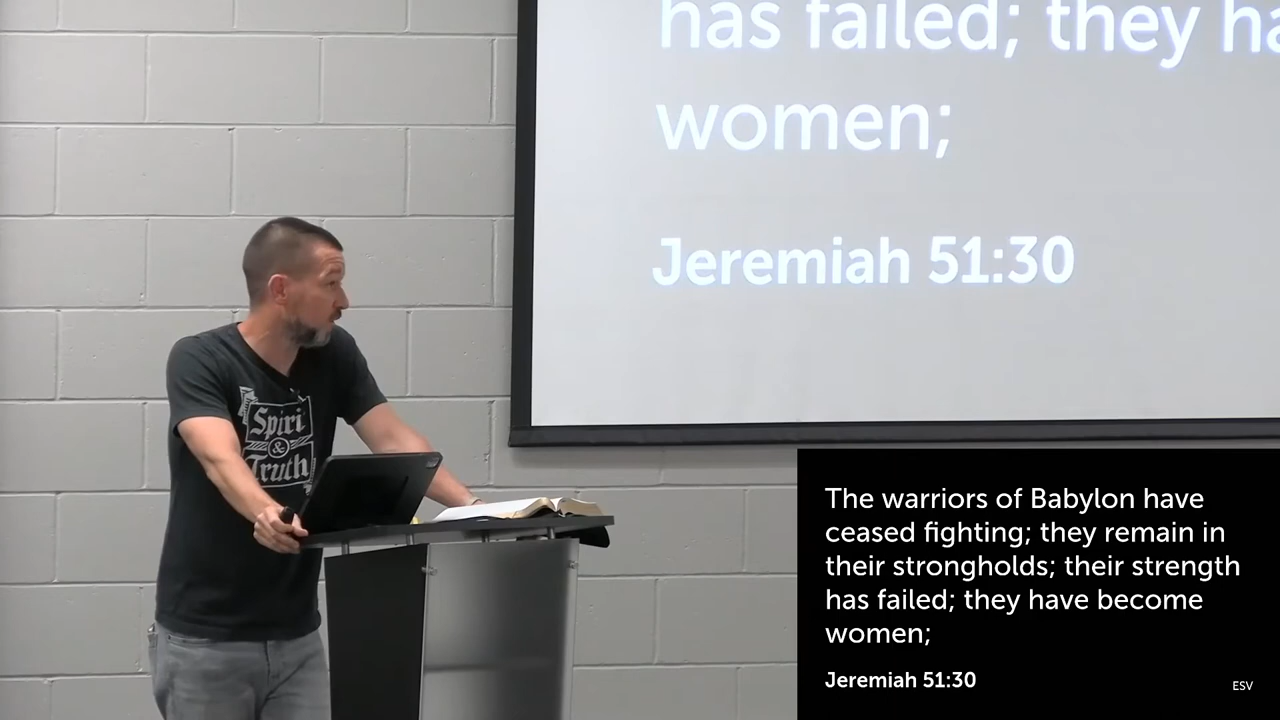 has failed; they ha
women;
Jeremiah 51:30
Spiri
&
Truth
The warriors of Babylon have
ceased fighting; they remain in
their strongholds; their strength
has failed; they have become
women;
Jeremiah 51:30
ESV